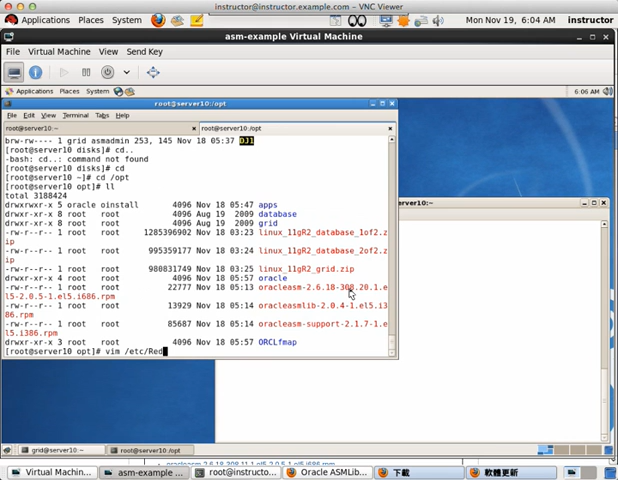 instructor@instructor.example.com – VNC Viewer
Applications Places System Mon Nov 19, 6:04 AM instructor
asm-example Virtual Machine
File Virtual Machine View Send Key
Applications Places System 6:06 AM
root@server10:/opt
File Edit View Terminal Tabs Help
root@server10:~ root@server10:/opt
brw-rw---- 1 grid asmadmin 253, 145 Nov 18 05:37 DJ1
[root@server10 disks]# cd..
-bash: cd..: command not found
[root@server10 disks]# cd
[root@server10 ~]# cd /opt
[root@server10 opt]# ll
total 3188424
drwxrwxr-x 5 oracle oinstall 4096 Nov 18 05:47 apps
drwxr-xr-x 8 root root 4096 Aug 19 2009 database
drwxr-xr-x 8 root root 4096 Aug 19 2009 grid
-rw-r--r-- 1 root root 1285396902 Nov 18 03:23 linux_11gR2_database_1of2.z
ip
-rw-r--r-- 1 root root 995359177 Nov 18 03:24 linux_11gR2_database_2of2.z
ip
-rw-r--r-- 1 root root 980831749 Nov 18 03:25 linux_11gR2_grid.zip
drwxr-xr-x 4 root root 4096 Nov 18 05:57 oracle
-rw-r--r-- 1 root root 22777 Nov 18 05:13 oracleasm-2.6.18-308.20.1.e
l5-2.0.5-1.el5.i686.rpm
-rw-r--r-- 1 root root 13929 Nov 18 05:14 oracleasmlib-2.0.4-1.el5.i3
86.rpm
-rw-r--r-- 1 root root 85687 Nov 18 05:14 oracleasm-support-2.1.7-1.e
l5.i386.rpm
drwxr-xr-x 3 root root 4096 Nov 18 05:57 ORCLfmap
[root@server10 opt]# vim /etc/Red
@server10:~
grid@server10:~ root@server10:/opt
Virtual Machin... asm-example ... root@instructo... Oracle ASMLib... 下載 軟體更新